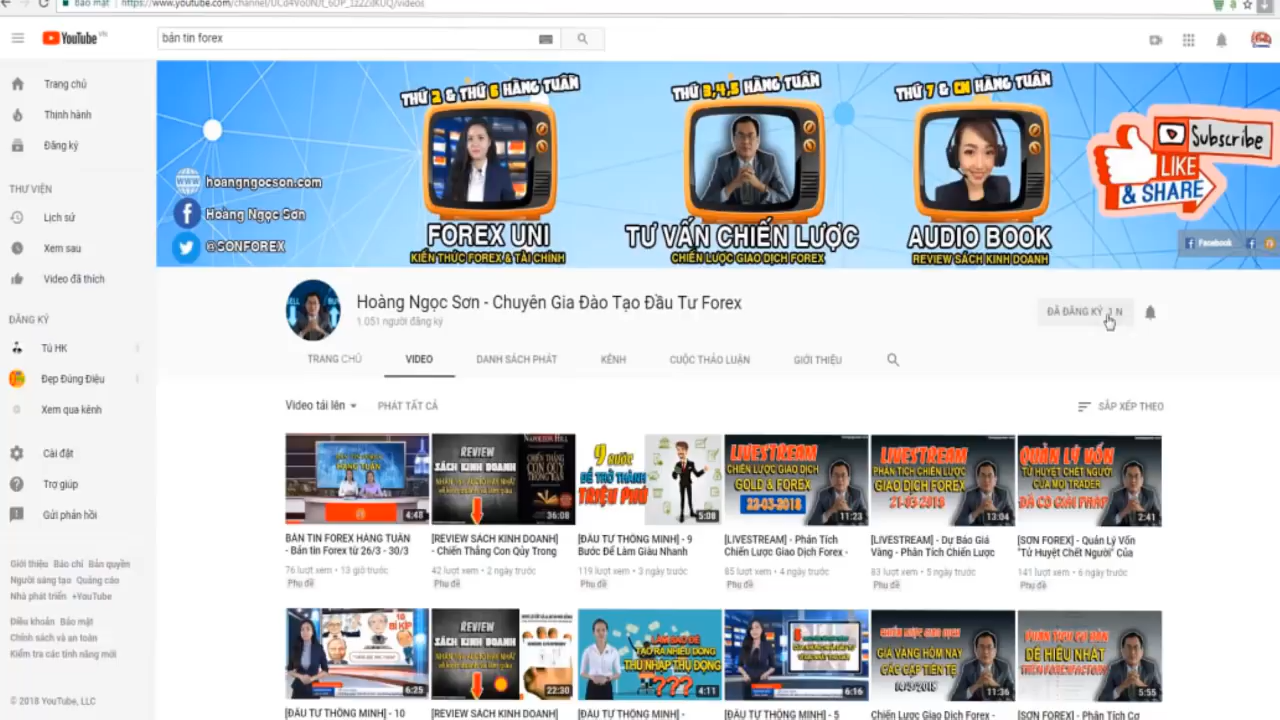 Bảo mật https://www.youtube.com/channel/
YouTube VN
bản tin forex
Trang chủ
Thịnh hành
Đăng ký
THƯ VIỆN
Lịch sử
Xem sau
Video đã thích
ĐĂNG KÝ
Tú HK
Đẹp Đúng Điệu
Xem qua kênh
Cài đặt
Trợ giúp
Gửi phản hồi
Giới thiệu Báo chí Bản quyền
Người sáng tạo Quảng cáo
Nhà phát triển +YouTube
Điều khoản Bảo mật
Chính sách và an toàn
Kiểm tra các tính năng mới
© 2018 YouTube, LLC
THỨ 2 & THỨ 6 HÀNG TUẦN
THỨ 3,4,5 HÀNG TUẦN
THỨ 7 & CN HÀNG TUẦN
www hoangngocson.com
Hoàng Ngọc Sơn
@SONFOREX
FOREX UNI
KIẾN THỨC FOREX & TÀI CHÍNH
TƯ VẤN CHIẾN LƯỢC
CHIẾN LƯỢC GIAO DỊCH FOREX
AUDIO BOOK
REVIEW SÁCH KINH DOANH
Subscribe
LIKE
& SHARE
Facebook
Hoàng Ngọc Sơn - Chuyên Gia Đào Tạo Đầu Tư Forex
1.051 người đăng ký
ĐÃ ĐĂNG KÝ 1 N
TRANG CHỦ VIDEO DANH SÁCH PHÁT KÊNH CUỘC THẢO LUẬN GIỚI THIỆU
Video tải lên PHÁT TẤT CẢ SẮP XẾP THEO
BẢN TIN FOREX
HÀNG TUẦN
4:48
BẢN TIN FOREX HÀNG TUẦN
- Bản tin Forex từ 26/3 - 30/3
76 lượt xem • 13 giờ trước
Phụ đề
REVIEW
SÁCH KINH DOANH
NAPOLEON HILL
CHIẾN THẮNG
CON QUỶ
TRONG BẠN
36:08
[REVIEW SÁCH KINH DOANH]
- Chiến Thắng Con Qủy Trong
42 lượt xem • 2 ngày trước
Phụ đề
9 BƯỚC
ĐỂ TRỞ THÀNH
TRIỆU PHÚ
5:08
[ĐẦU TƯ THÔNG MINH] - 9
Bước Để Làm Giàu Nhanh
119 lượt xem • 3 ngày trước
Phụ đề
LIVESTREAM
CHIẾN LƯỢC GIAO DỊCH
GOLD & FOREX
22-03-2018
11:23
[LIVESTREAM] - Phân Tích
Chiến Lược Giao Dịch Forex -
85 lượt xem • 4 ngày trước
Phụ đề
LIVESTREAM
PHÂN TÍCH CHIẾN LƯỢC
GIAO DỊCH FOREX
21-03-2018
13:04
[LIVESTREAM] - Dự Báo Giá
Vàng - Phân Tích Chiến Lược
83 lượt xem • 5 ngày trước
Phụ đề
QUẢN LÝ VỐN
TỬ HUYỆT CHẾT NGƯỜI
CỦA MỌI TRADER
ĐÃ CÓ GIẢI PHÁP
2:41
[SƠN FOREX] - Quản Lý Vốn
"Tử Huyệt Chết Người" Của
141 lượt xem • 6 ngày trước
Phụ đề
10
BÍ KÍP
6:25
[ĐẦU TƯ THÔNG MINH] - 10
REVIEW
SÁCH KINH DOANH
22:30
[REVIEW SÁCH KINH DOANH]
LÀM SAO ĐỂ
TẠO RA NHIỀU DÒNG
THU NHẬP THỤ ĐỘNG
???
4:11
[ĐẦU TƯ THÔNG MINH] -
6:16
[ĐẦU TƯ THÔNG MINH] - 5
CHIẾN LƯỢC GIAO DỊCH
GIÁ VÀNG HÔM NAY
CÁC CẶP TIỀN TỆ
11:36
Chiến Lược Giao Dịch Forex -
PHÂN TÍCH CƠ BẢN
DỄ HIỂU NHẤT
TRÊN FOREXFACTORY
5:55
[SƠN FOREX] - Phân Tích Cơ